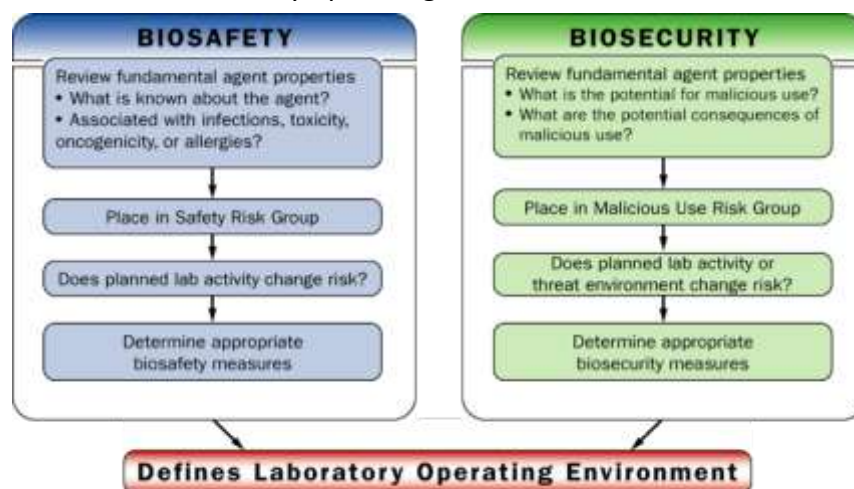 BIOSAFETY
Review fundamental agent properties
• What is known about the agent?
• Associated with infections, toxicity,
oncogenicity, or allergies?
Place in Safety Risk Group
Does planned lab activity change risk?
Determine appropriate
biosafety measures
BIOSECURITY
Review fundamental agent properties
• What is the potential for malicious use?
• What are the potential consequences of
malicious use?
Place in Malicious Use Risk Group
Does planned lab activity or
threat environment change risk?
Determine appropriate
biosecurity measures
Defines Laboratory Operating Environment